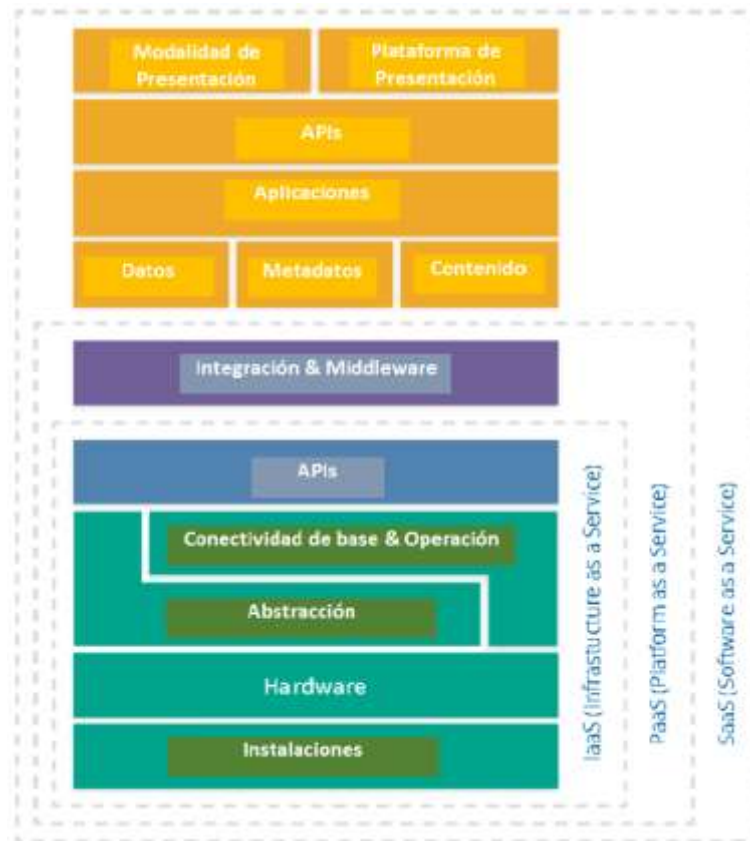 Modalidad de
Presentación
Plataforma de
Presentación
APIs
Aplicaciones
Datos
Metadatos
Contenido
Integración & Middleware
APIs
Conectividad de base & Operación
Abstracción
Hardware
Instalaciones
IaaS (Infrastucture as a Service)
PaaS (Platform as a Service)
SaaS (Software as a Service)